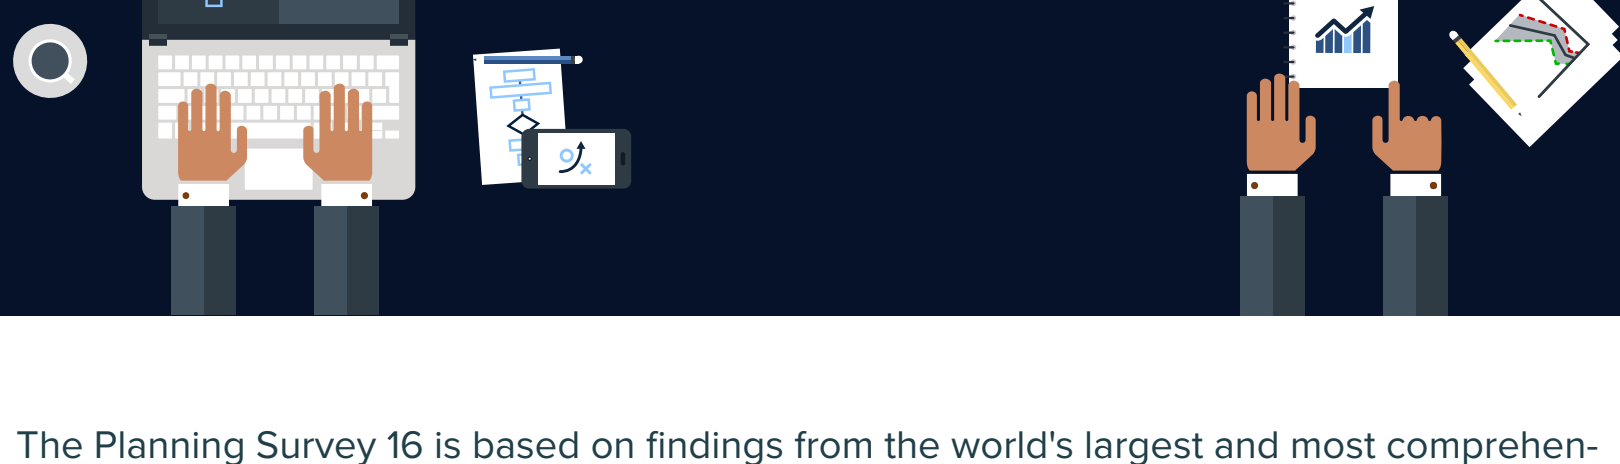 The Planning Survey 16 is based on findings from the world's largest and most comprehen-